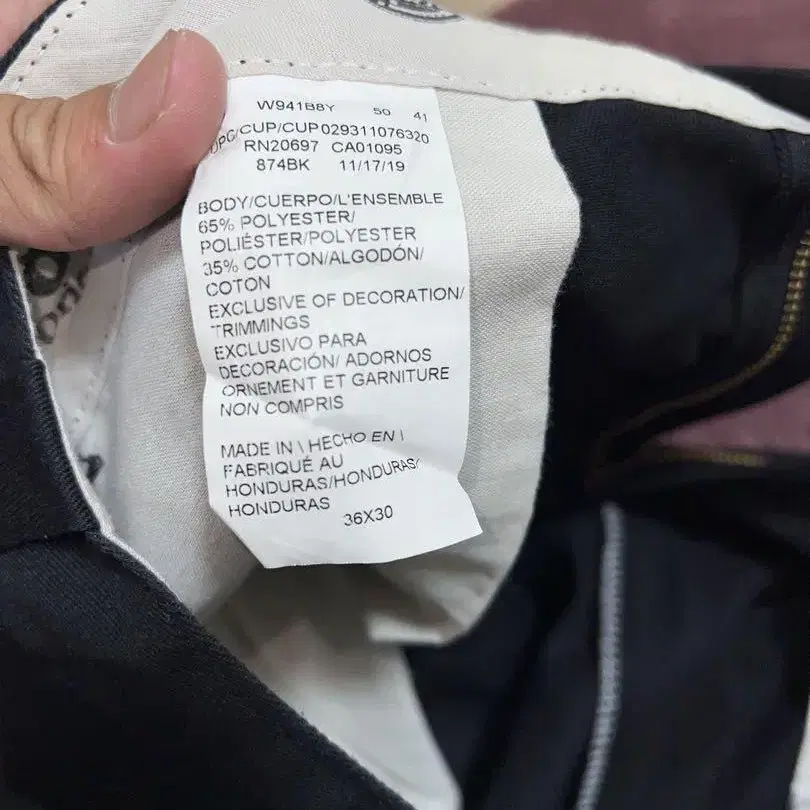 W941B8Y 50 41
UPC/CUP/CUP029311076320
RN20697 CA01095
874BK 11/17/19
BODY/CUERPO/L'ENSEMBLE
65% POLYESTER/
POLIÉSTER/POLYESTER
35% COTTON/ALGODÓN/
COTON
EXCLUSIVE OF DECORATION/
TRIMMINGS
EXCLUSIVO PARA
DECORACIÓN/ ADORNOS
ORNEMENT ET GARNITURE
NON COMPRIS
MADE IN \ HECHO EN \
FABRIQUÉ AU
HONDURAS/HONDURAS/
HONDURAS
36X30